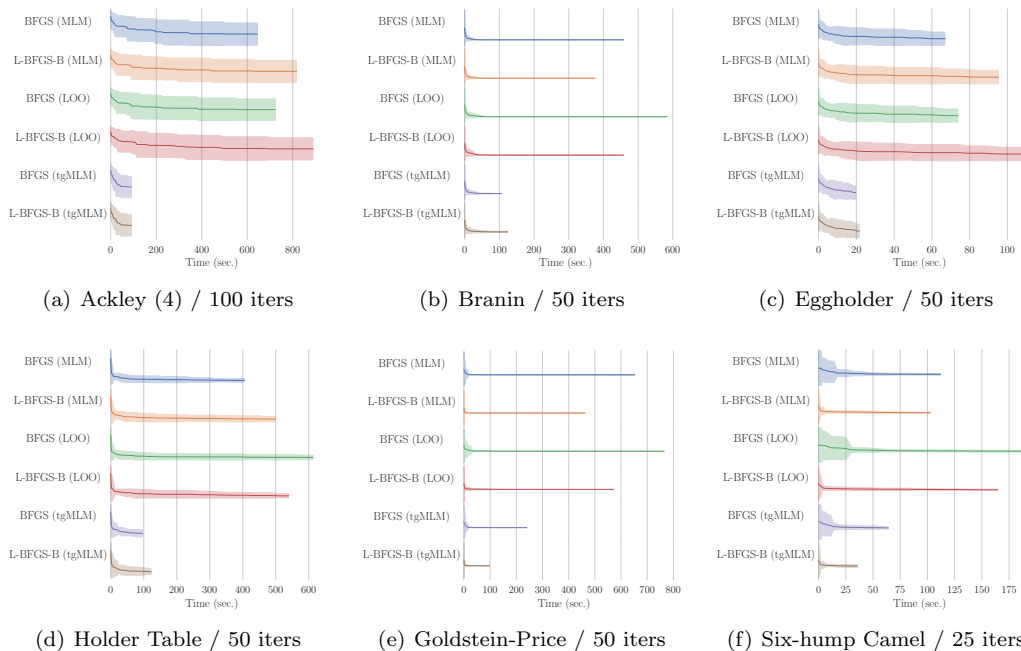 BFGS (MLM)
L-BFGS-B (MLM)
BFGS (LOO)
L-BFGS-B (LOO)
BFGS (tgMLM)
L-BFGS-B (tgMLM)
0 200 400 600 800
Time (sec.)
(a) Ackley (4) / 100 iters
BFGS (MLM)
L-BFGS-B (MLM)
BFGS (LOO)
L-BFGS-B (LOO)
BFGS (tgMLM)
L-BFGS-B (tgMLM)
0 100 200 300 400 500 600
Time (sec.)
(b) Branin / 50 iters
BFGS (MLM)
L-BFGS-B (MLM)
BFGS (LOO)
L-BFGS-B (LOO)
BFGS (tgMLM)
L-BFGS-B (tgMLM)
0 20 40 60 80 100
Time (sec.)
(c) Eggholder / 50 iters
BFGS (MLM)
L-BFGS-B (MLM)
BFGS (LOO)
L-BFGS-B (LOO)
BFGS (tgMLM)
L-BFGS-B (tgMLM)
0 100 200 300 400 500 600
Time (sec.)
(d) Holder Table / 50 iters
BFGS (MLM)
L-BFGS-B (MLM)
BFGS (LOO)
L-BFGS-B (LOO)
BFGS (tgMLM)
L-BFGS-B (tgMLM)
0 100 200 300 400 500 600 700 800
Time (sec.)
(e) Goldstein-Price / 50 iters
BFGS (MLM)
L-BFGS-B (MLM)
BFGS (LOO)
L-BFGS-B (LOO)
BFGS (tgMLM)
L-BFGS-B (tgMLM)
0 25 50 75 100 125 150 175
Time (sec.)
(f) Six-hump Camel / 25 iters